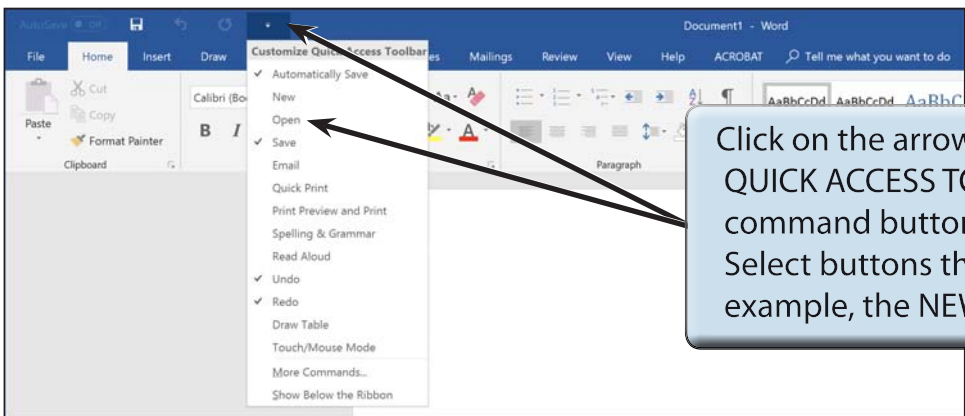 AutoSave Off
Document1 - Word
File Home Insert Draw es Mailings Review View Help ACROBAT Tell me what you want to do
Customize Quick Access Toolbar
Automatically Save
New
Open
Save
Email
Quick Print
Print Preview and Print
Spelling & Grammar
Read Aloud
Undo
Redo
Draw Table
Touch/Mouse Mode
More Commands...
Show Below the Ribbon
Cut
Copy
Paste
Format Painter
Clipboard
Calibri (Bo
B I
Aa
A
Paragraph
AaBbCcDd AaBbCcDd AaBbC
Click on the arrow
QUICK ACCESS TO
command button
Select buttons th
example, the NEW